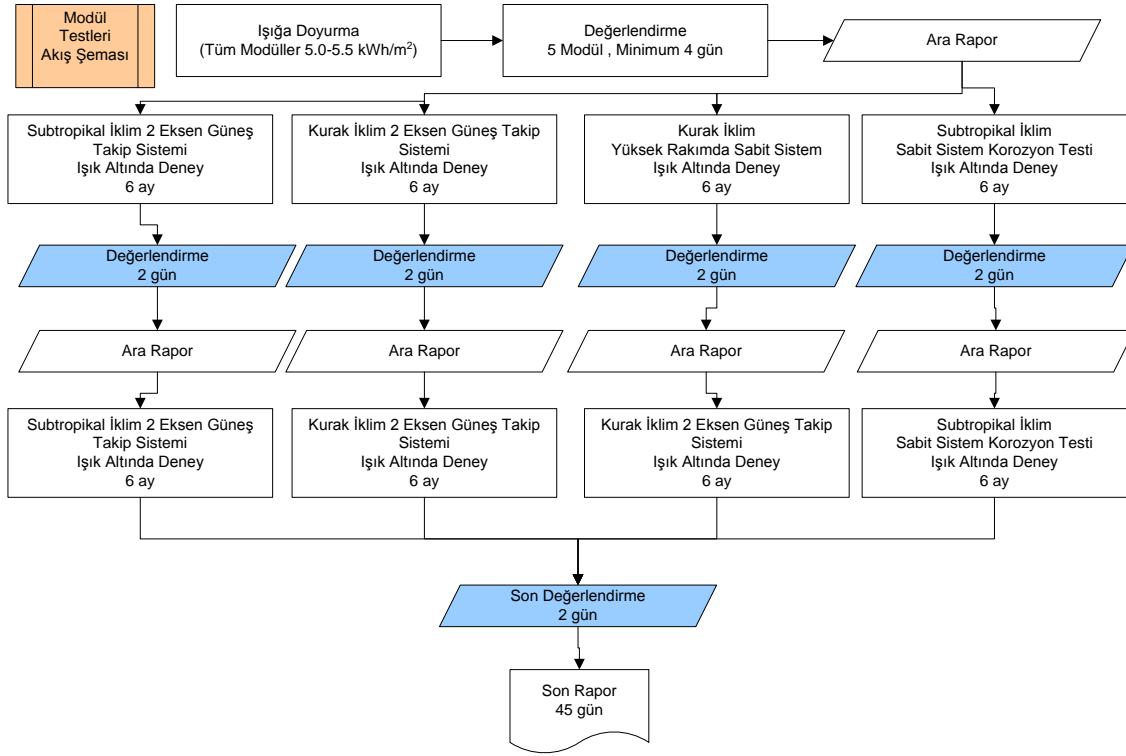 Modül
Testleri
Akış Şeması
Işığa Doyurma
(Tüm Modüller 5.0-5.5 kWh/m²)
Değerlendirme
5 Modül , Minimum 4 gün
Ara Rapor
Subtropikal İklim 2 Eksen Güneş
Takip Sistemi
Işık Altında Deney
6 ay
Kurak İklim 2 Eksen Güneş Takip
Sistemi
Işık Altında Deney
6 ay
Kurak İklim
Yüksek Rakımda Sabit Sistem
Işık Altında Deney
6 ay
Subtropikal İklim
Sabit Sistem Korozyon Testi
Işık Altında Deney
6 ay
Değerlendirme
2 gün
Değerlendirme
2 gün
Değerlendirme
2 gün
Değerlendirme
2 gün
Ara Rapor
Ara Rapor
Ara Rapor
Ara Rapor
Subtropikal İklim 2 Eksen Güneş
Takip Sistemi
Işık Altında Deney
6 ay
Kurak İklim 2 Eksen Güneş Takip
Sistemi
Işık Altında Deney
6 ay
Kurak İklim 2 Eksen Güneş Takip
Sistemi
Işık Altında Deney
6 ay
Subtropikal İklim
Sabit Sistem Korozyon Testi
Işık Altında Deney
6 ay
Son Değerlendirme
2 gün
Son Rapor
45 gün